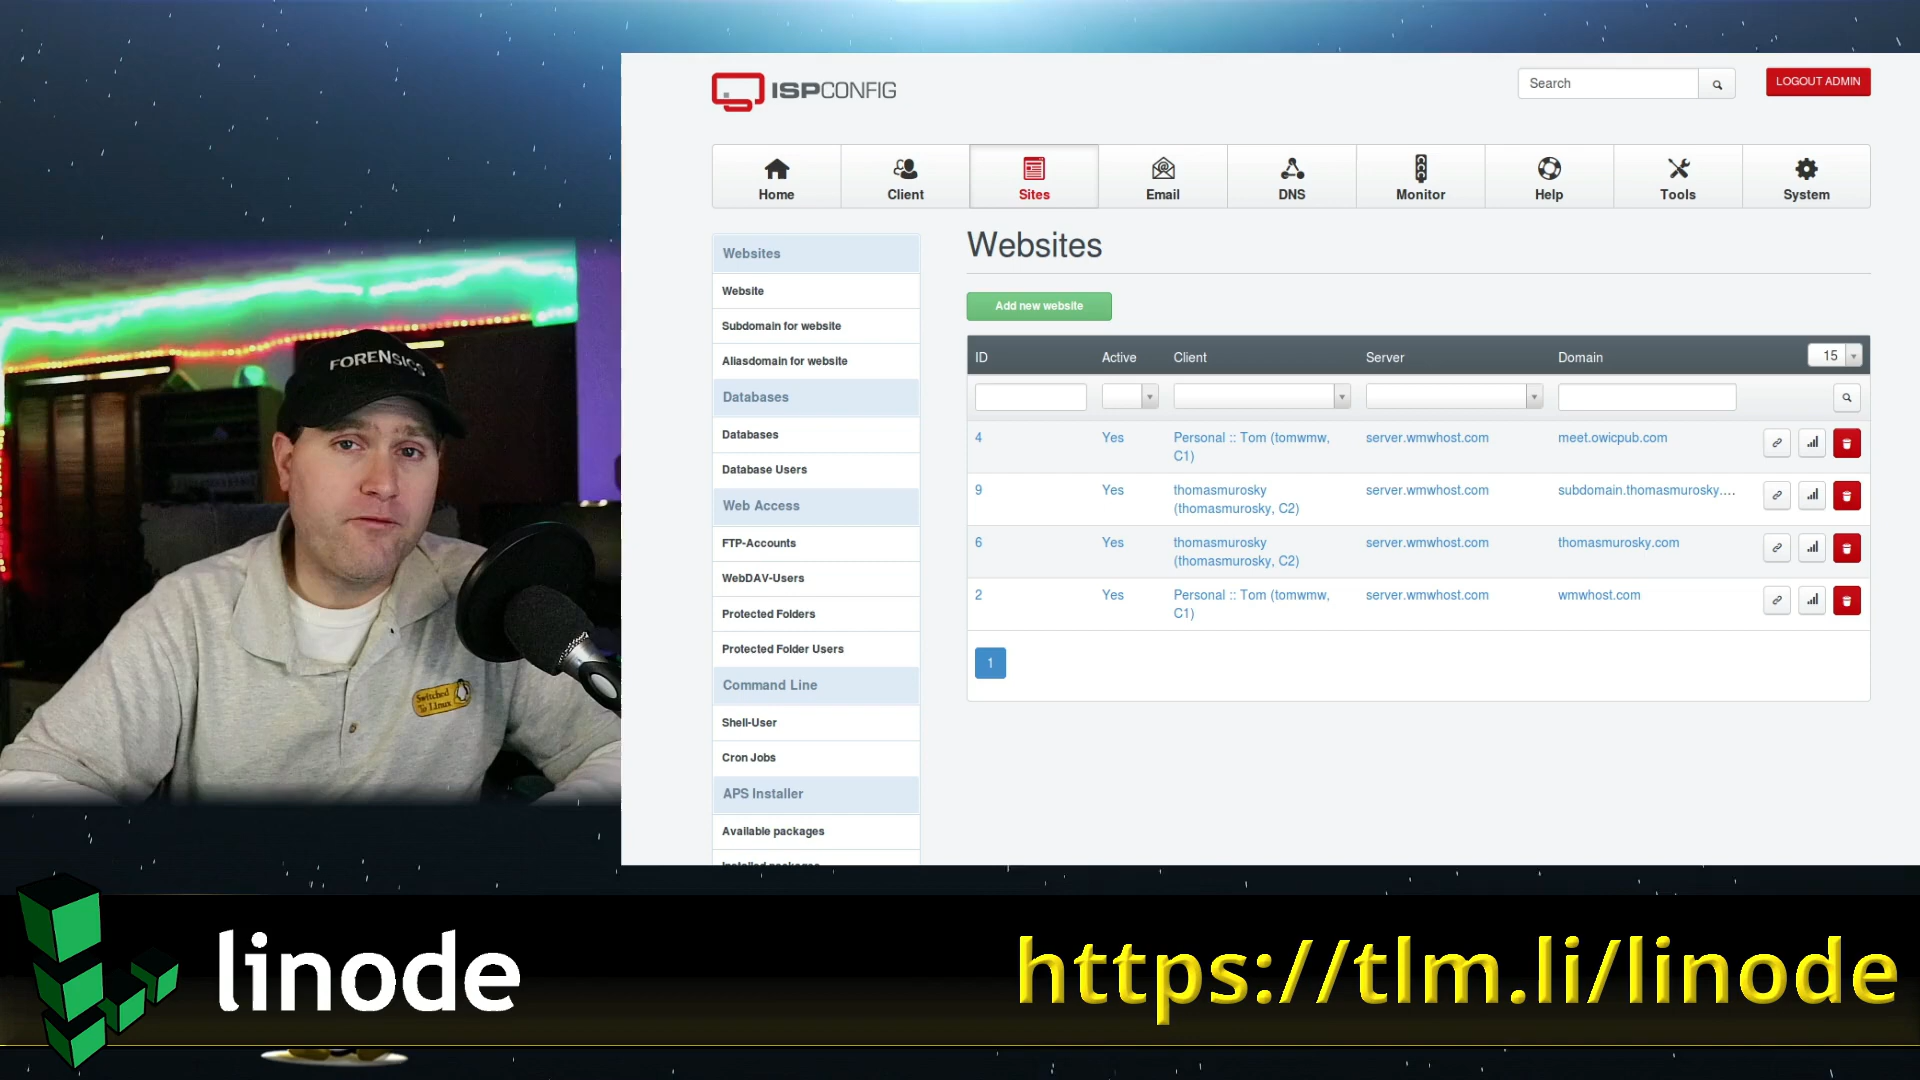 ISPCONFIG
Search
LOGOUT ADMIN
Home
Client
Sites
Email
DNS
Monitor
Help
Tools
System
Websites
Website
Subdomain for website
Aliasdomain for website
Databases
Databases
Database Users
Web Access
FTP-Accounts
WebDAV-Users
Protected Folders
Protected Folder Users
Command Line
Shell-User
Cron Jobs
APS Installer
Available packages
Websites
Add new website
ID Active Client Server Domain 15
4 Yes Personal :: Tom (tomwmw, server.wmwhost.com meet.owicpub.com
C1)
9 Yes thomasmurosky server.wmwhost.com subdomain.thomasmurosky....
(thomasmurosky, C2)
6 Yes thomasmurosky server.wmwhost.com thomasmurosky.com
(thomasmurosky, C2)
2 Yes Personal :: Tom (tomwmw, server.wmwhost.com wmwhost.com
C1)
1
FORENSICS
Switched
To Linux
linode
https://tlm.li/linode